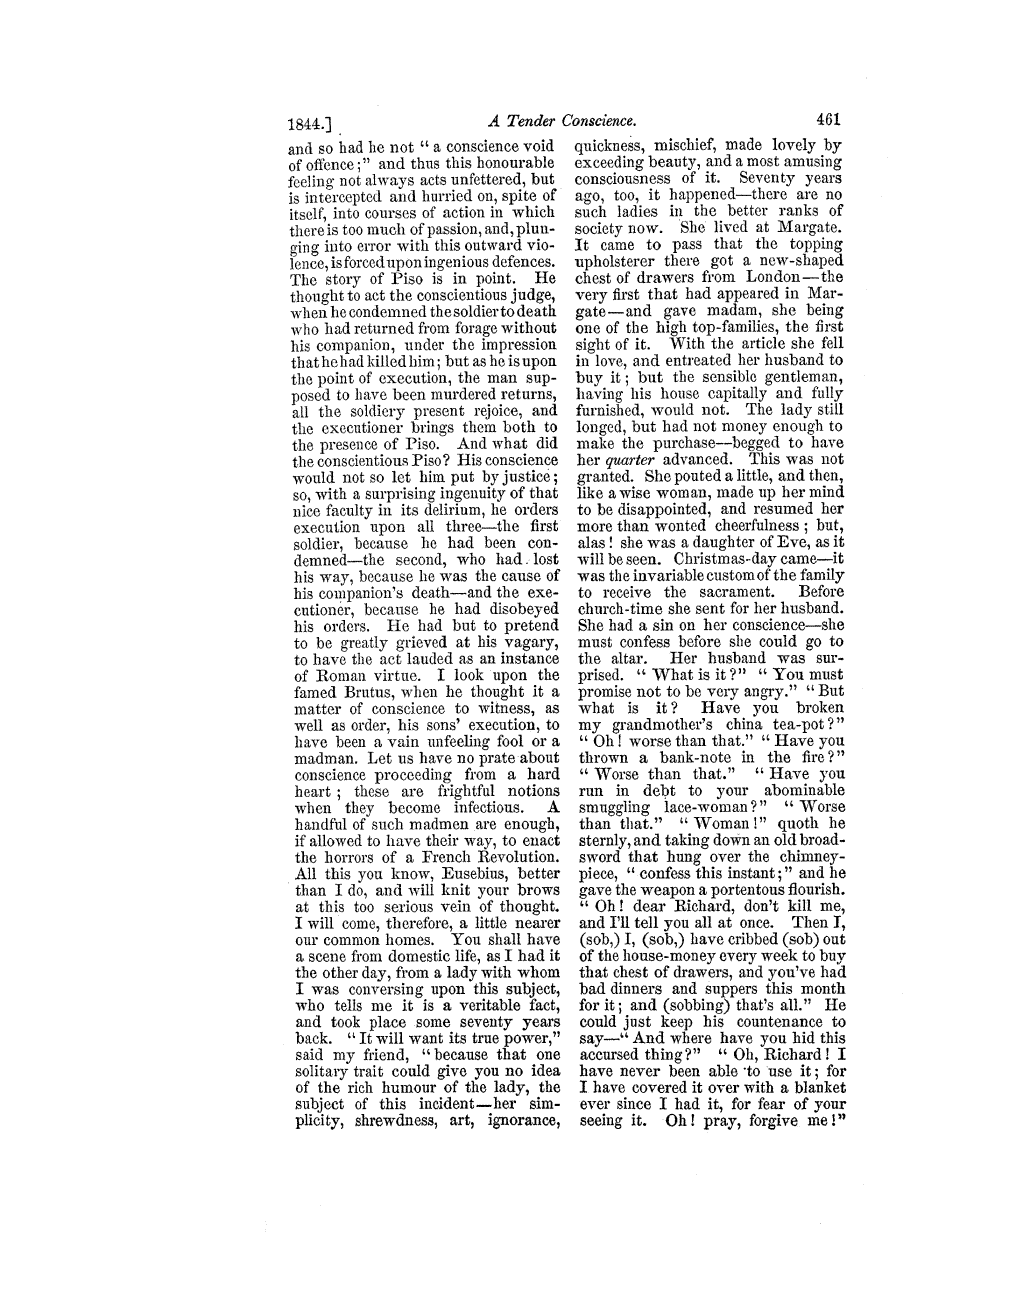 1844.] A Tender Conscience. 461
and so had he not “ a conscience void
of offence ;” and thus this honourable
feeling not always acts unfettered, but
is intercepted and hurried on, spite of
itself, into courses of action in which
there is too much of passion, and, plun-
ging into error with this outward vio-
lence, is forced upon ingenious defences.
The story of Piso is in point. He
thought to act the conscientious judge,
when he condemned the soldier to death
who had returned from forage without
his companion, under the impression
that he had killed him ; but as he is upon
the point of execution, the man sup-
posed to have been murdered returns,
all the soldiery present rejoice, and
the executioner brings them both to
the presence of Piso. And what did
the conscientious Piso? His conscience
would not so let him put by justice ;
so, with a surprising ingenuity of that
nice faculty in its delirium, he orders
execution upon all three—the first
soldier, because he had been con-
demned—the second, who had lost
his way, because he was the cause of
his companion’s death—and the exe-
cutioner, because he had disobeyed
his orders. He had but to pretend
to be greatly grieved at his vagary,
to have the act lauded as an instance
of Roman virtue. I look upon the
famed Brutus, when he thought it a
matter of conscience to witness, as
well as order, his sons’ execution, to
have been a vain unfeeling fool or a
madman. Let us have no prate about
conscience proceeding from a hard
heart ; these are frightful notions
when they become infectious. A
handful of such madmen are enough,
if allowed to have their way, to enact
the horrors of a French Revolution.
All this you know, Eusebius, better
than I do, and will knit your brows
at this too serious vein of thought.
I will come, therefore, a little nearer
our common homes. You shall have
a scene from domestic life, as I had it
the other day, from a lady with whom
I was conversing upon this subject,
who tells me it is a veritable fact,
and took place some seventy years
back. “ It will want its true power,”
said my friend, “ because that one
solitary trait could give you no idea
of the rich humour of the lady, the
subject of this incident—her sim-
plicity, shrewdness, art, ignorance,
quickness, mischief, made lovely by
exceeding beauty, and a most amusing
consciousness of it. Seventy years
ago, too, it happened—there are no
such ladies in the better ranks of
society now. She lived at Margate.
It came to pass that the topping
upholsterer there got a new-shaped
chest of drawers from London—the
very first that had appeared in Mar-
gate—and gave madam, she being
one of the high top-families, the first
sight of it. With the article she fell
in love, and entreated her husband to
buy it ; but the sensible gentleman,
having his house capitally and fully
furnished, would not. The lady still
longed, but had not money enough to
make the purchase—begged to have
her quarter advanced. This was not
granted. She pouted a little, and then,
like a wise woman, made up her mind
to be disappointed, and resumed her
more than wonted cheerfulness ; but,
alas ! she was a daughter of Eve, as it
will be seen. Christmas-day came—it
was the invariable custom of the family
to receive the sacrament. Before
church-time she sent for her husband.
She had a sin on her conscience—she
must confess before she could go to
the altar. Her husband was sur-
prised. “ What is it ?” “ You must
promise not to be very angry.” “ But
what is it? Have you broken
my grandmother’s china tea-pot ?”
“ Oh ! worse than that.” “ Have you
thrown a bank-note in the fire ?”
“ Worse than that.” “ Have you
run in debt to your abominable
smuggling lace-woman ?” “ Worse
than that.” “ Woman !” quoth he
sternly, and taking down an old broad-
sword that hung over the chimney-
piece, “ confess this instant ;” and he
gave the weapon a portentous flourish.
“ Oh ! dear Richard, don’t kill me,
and I’ll tell you all at once. Then I,
(sob,) I, (sob,) have cribbed (sob) out
of the house-money every week to buy
that chest of drawers, and you’ve had
bad dinners and suppers this month
for it ; and (sobbing) that’s all.” He
could just keep his countenance to
say—“ And where have you hid this
accursed thing ?” “ Oh, Richard ! I
have never been able to use it ; for
I have covered it over with a blanket
ever since I had it, for fear of your
seeing it. Oh ! pray, forgive me !”